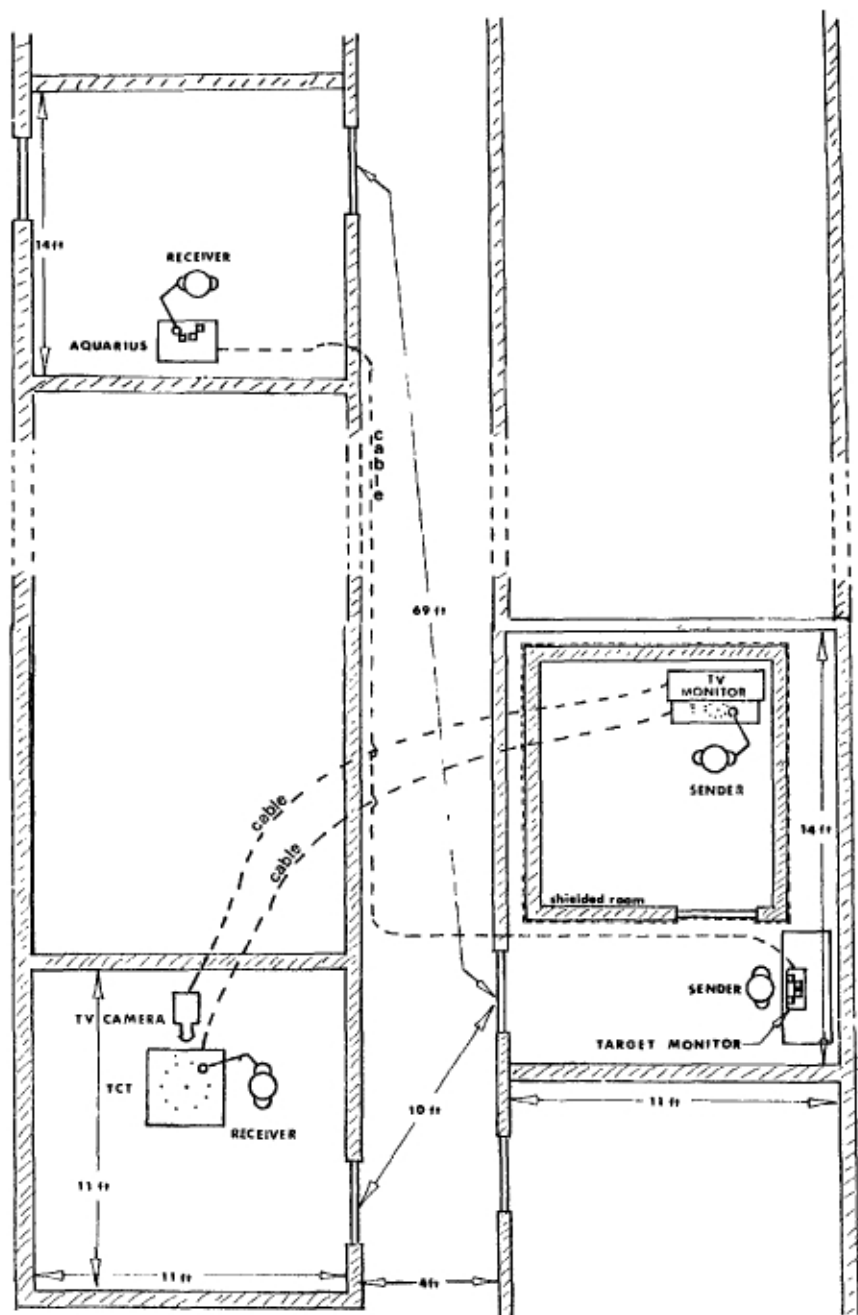 14 ft
RECEIVER
AQUARIUS
cable
69 ft
TV
MONITOR
SENDER
14 ft
cable
cable
shielded room
TV CAMERA
SENDER
TARGET MONITOR
TCT
RECEIVER
10 ft
11 ft
11 ft
11 ft
4 ft